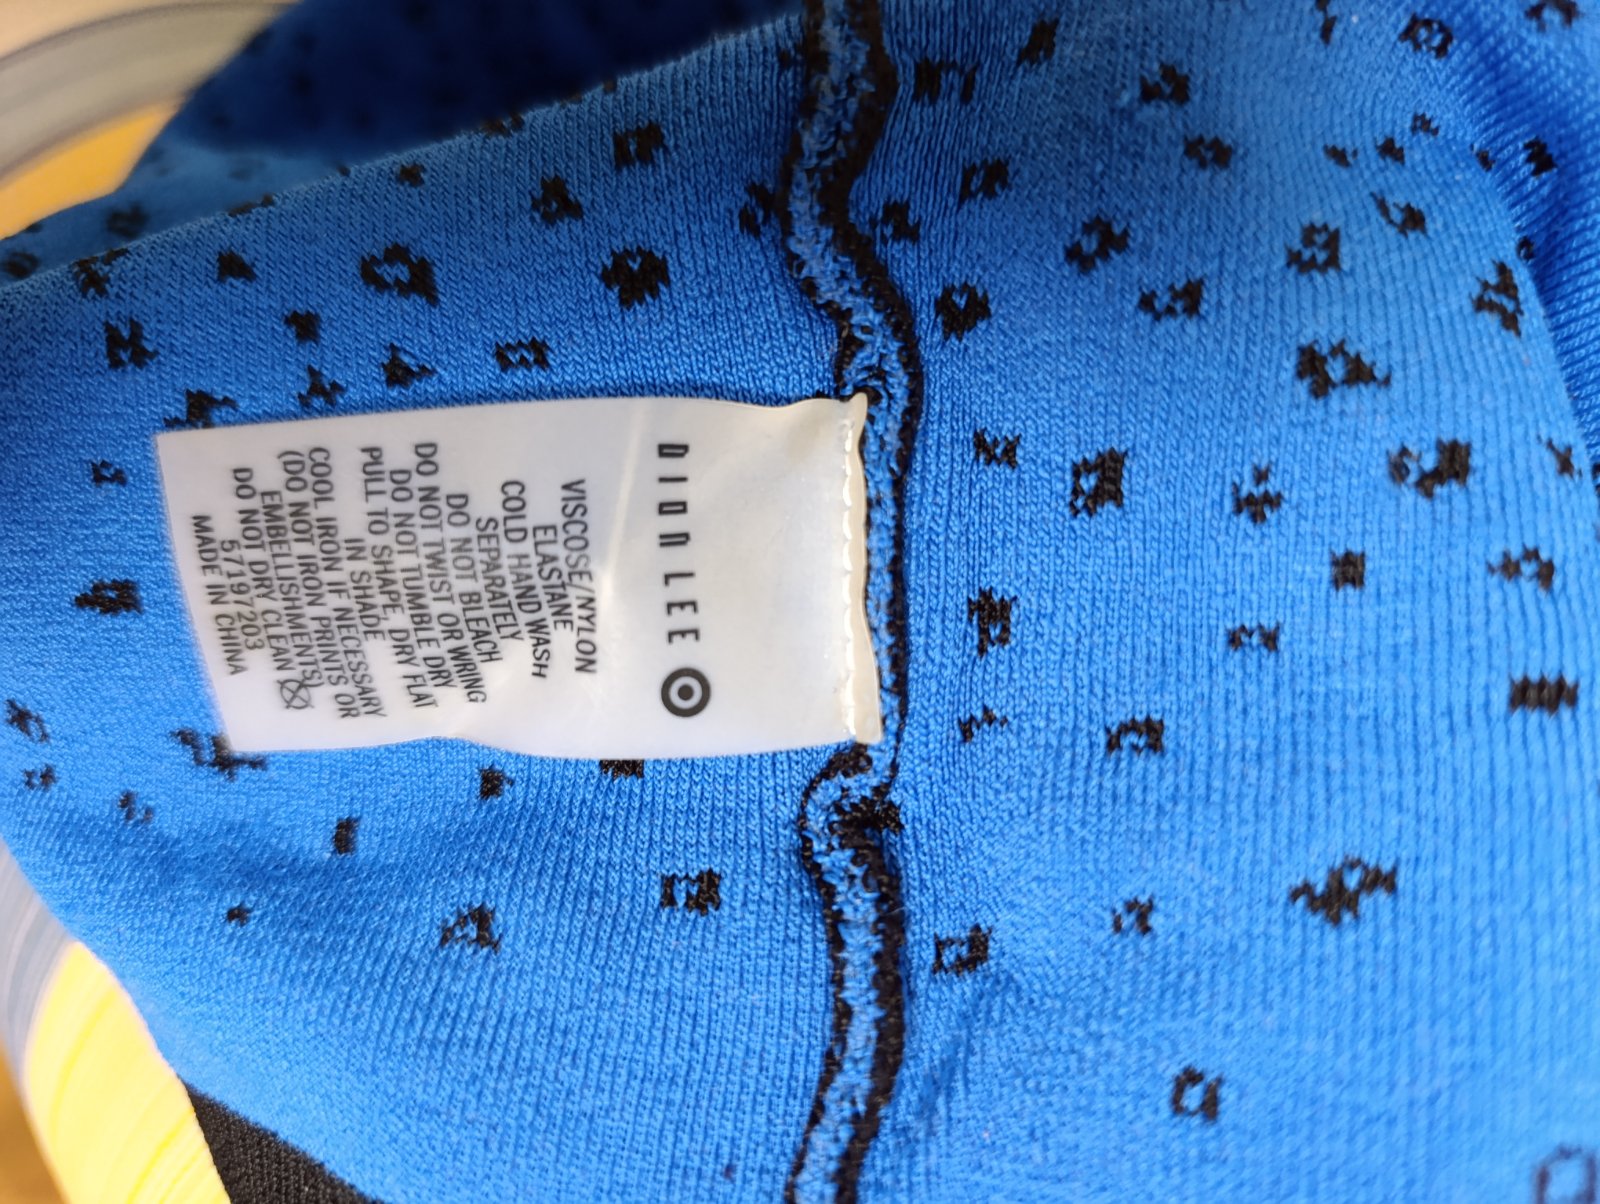 DION LEE
VISCOSE/NYLON
ELASTANE
COLD HAND WASH
SEPARATELY
DO NOT BLEACH
DO NOT TWIST OR WRING
DO NOT TUMBLE DRY
PULL TO SHAPE, DRY FLAT
IN SHADE
COOL IRON IF NECESSARY
(DO NOT IRON PRINTS OR
EMBELLISHMENTS)
DO NOT DRY CLEAN
57197203
MADE IN CHINA